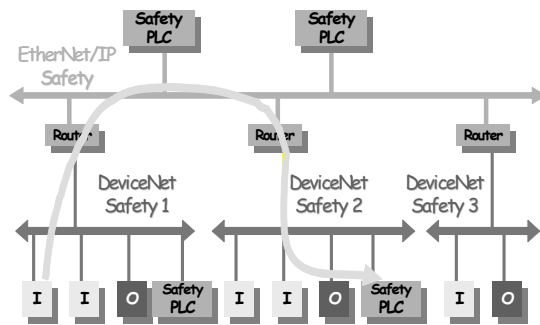 Safety
PLC
Safety
PLC
EtherNet/IP
Safety
Router
Router
Router
DeviceNet
Safety 1
DeviceNet
Safety 2
DeviceNet
Safety 3
I
I
O
Safety
PLC
I
I
O
Safety
PLC
I
O